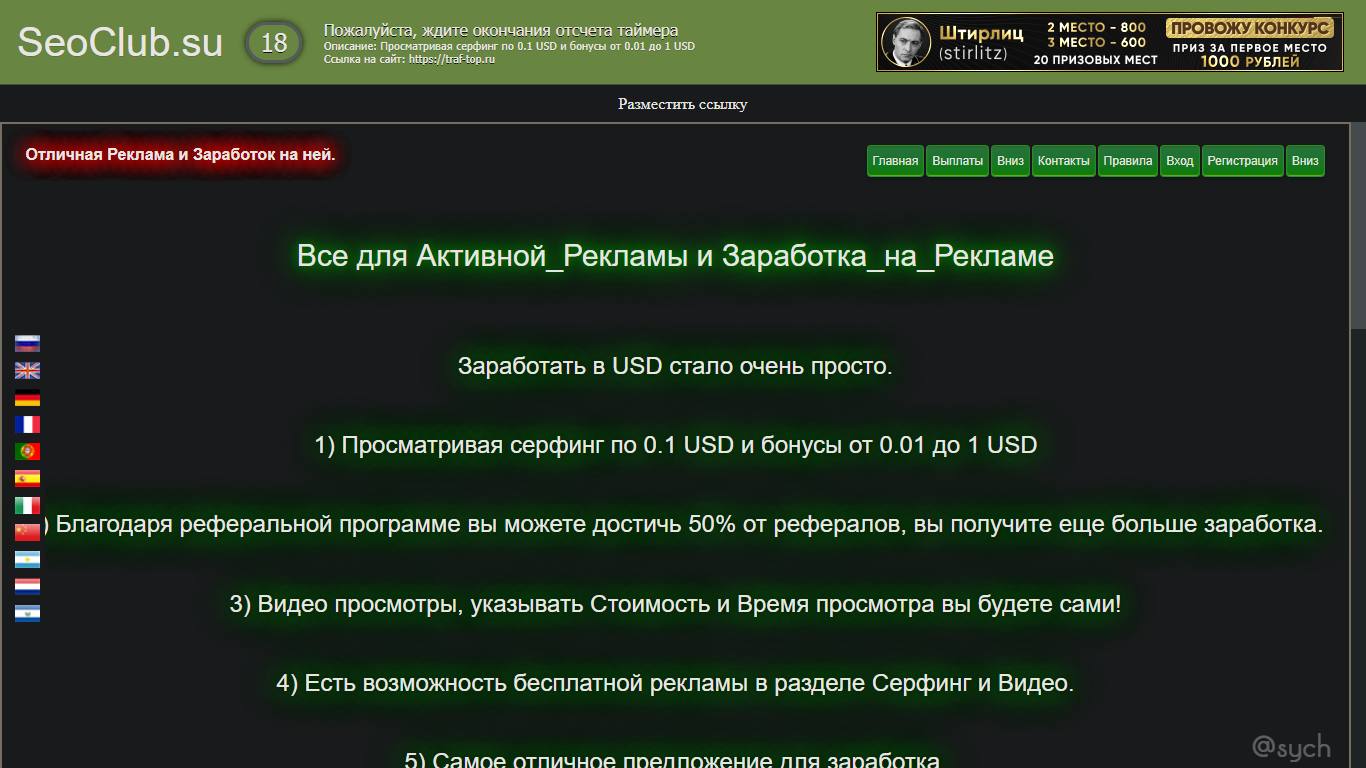 SeoClub.su
18
Пожалуйста, ждите окончания отсчета таймера
Описание: Просматривая серфинг по 0.1 USD и бонусы от 0.01 до 1 USD
Ссылка на сайт: https://traf-top.ru
Штирлиц
(stirlitz)
2 МЕСТО - 800
3 МЕСТО - 600
20 ПРИЗОВЫХ МЕСТ
ПРОВОЖУ КОНКУРС
ПРИЗ ЗА ПЕРВОЕ МЕСТО
1000 РУБЛЕЙ
Разместить ссылку
Отличная Реклама и Заработок на ней.
Главная Выплаты Вниз Контакты Правила Вход Регистрация Вниз
Все для Активной_Рекламы и Заработка_на_Рекламе
Заработать в USD стало очень просто.
1) Просматривая серфинг по 0.1 USD и бонусы от 0.01 до 1 USD
) Благодаря реферальной программе вы можете достичь 50% от рефералов, вы получите еще больше заработка.
3) Видео просмотры, указывать Стоимость и Время просмотра вы будете сами!
4) Есть возможность бесплатной рекламы в разделе Серфинг и Видео.
5) Самое отличное предложение для заработка
@sych